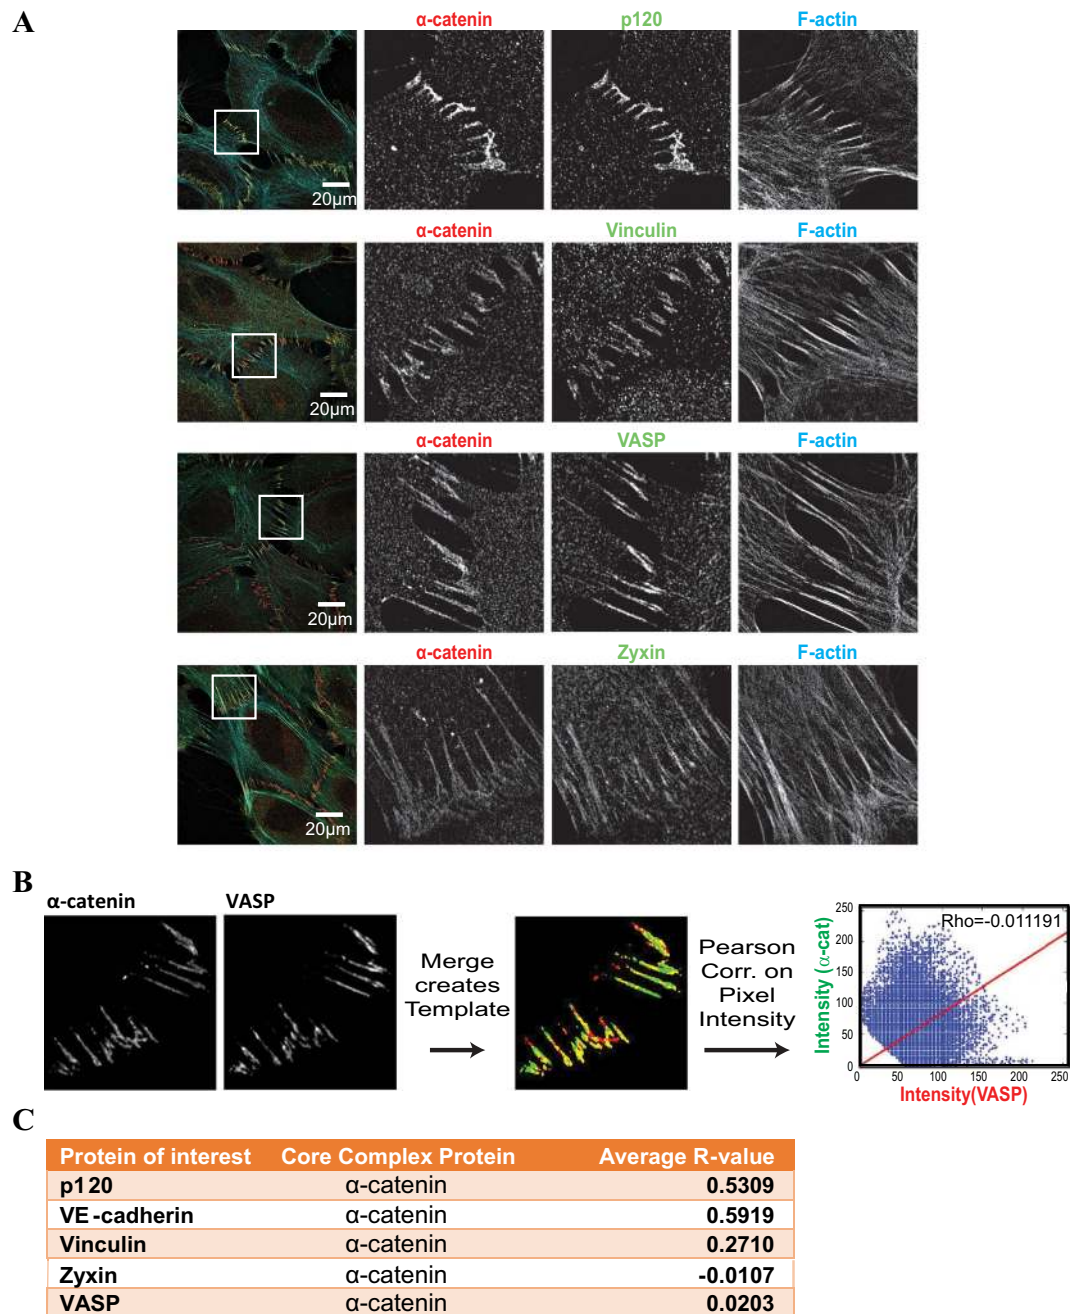 A
α-catenin p120 F-actin
20μm
α-catenin Vinculin F-actin
20μm
α-catenin VASP F-actin
20μm
α-catenin Zyxin F-actin
20μm
B
α-catenin VASP
Merge
creates
Template
Pearson
Corr. on
Pixel
Intensity
Intensity (α-cat)
250
200
150
100
50
0
Rho=-0.011191
0 50 100 150 200 250
Intensity(VASP)
C
Protein of interest Core Complex Protein Average R-value
p120 α-catenin 0.5309
VE-cadherin α-catenin 0.5919
Vinculin α-catenin 0.2710
Zyxin α-catenin -0.0107
VASP α-catenin 0.0203